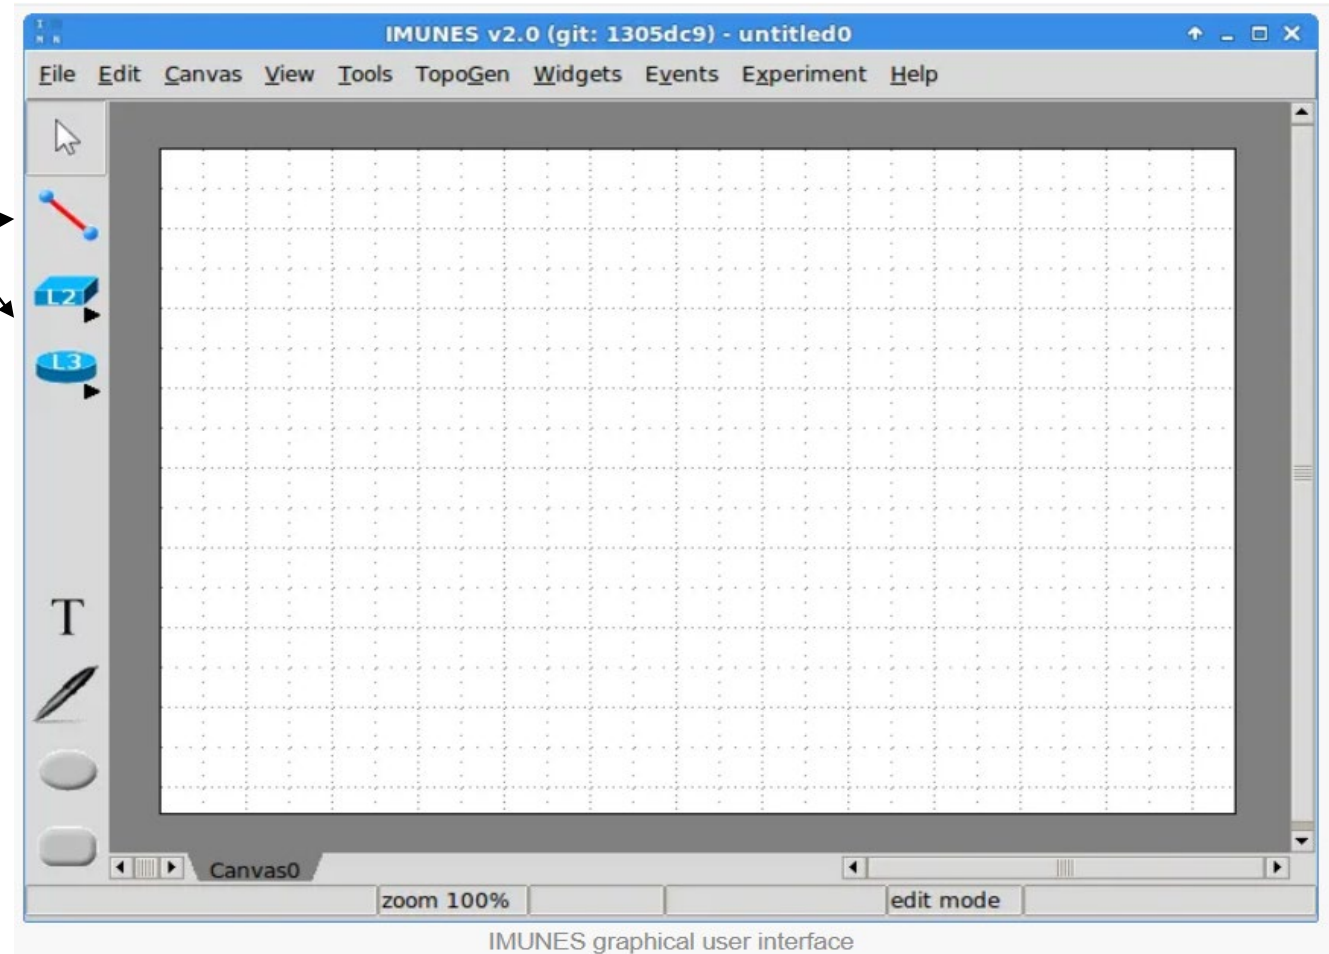 IMUNES v2.0 (git: 1305dc9) - untitled0
File Edit Canvas View Tools TopoGen Widgets Events Experiment Help
L2
L3
T
Canvas0
zoom 100%
edit mode
IMUNES graphical user interface